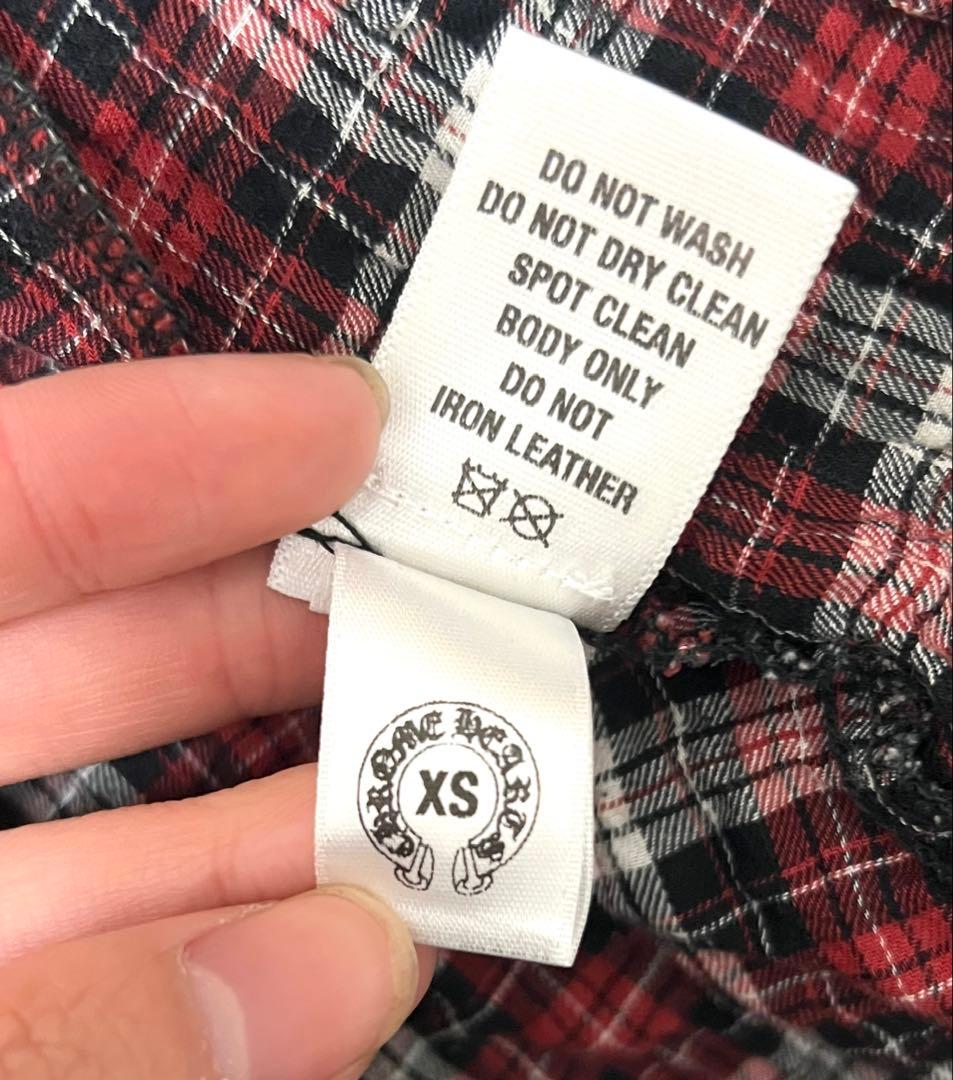 DO NOT WASH
DO NOT DRY CLEAN
SPOT CLEAN
BODY ONLY
DO NOT
IRON LEATHER
CHROME HEARTS
XS